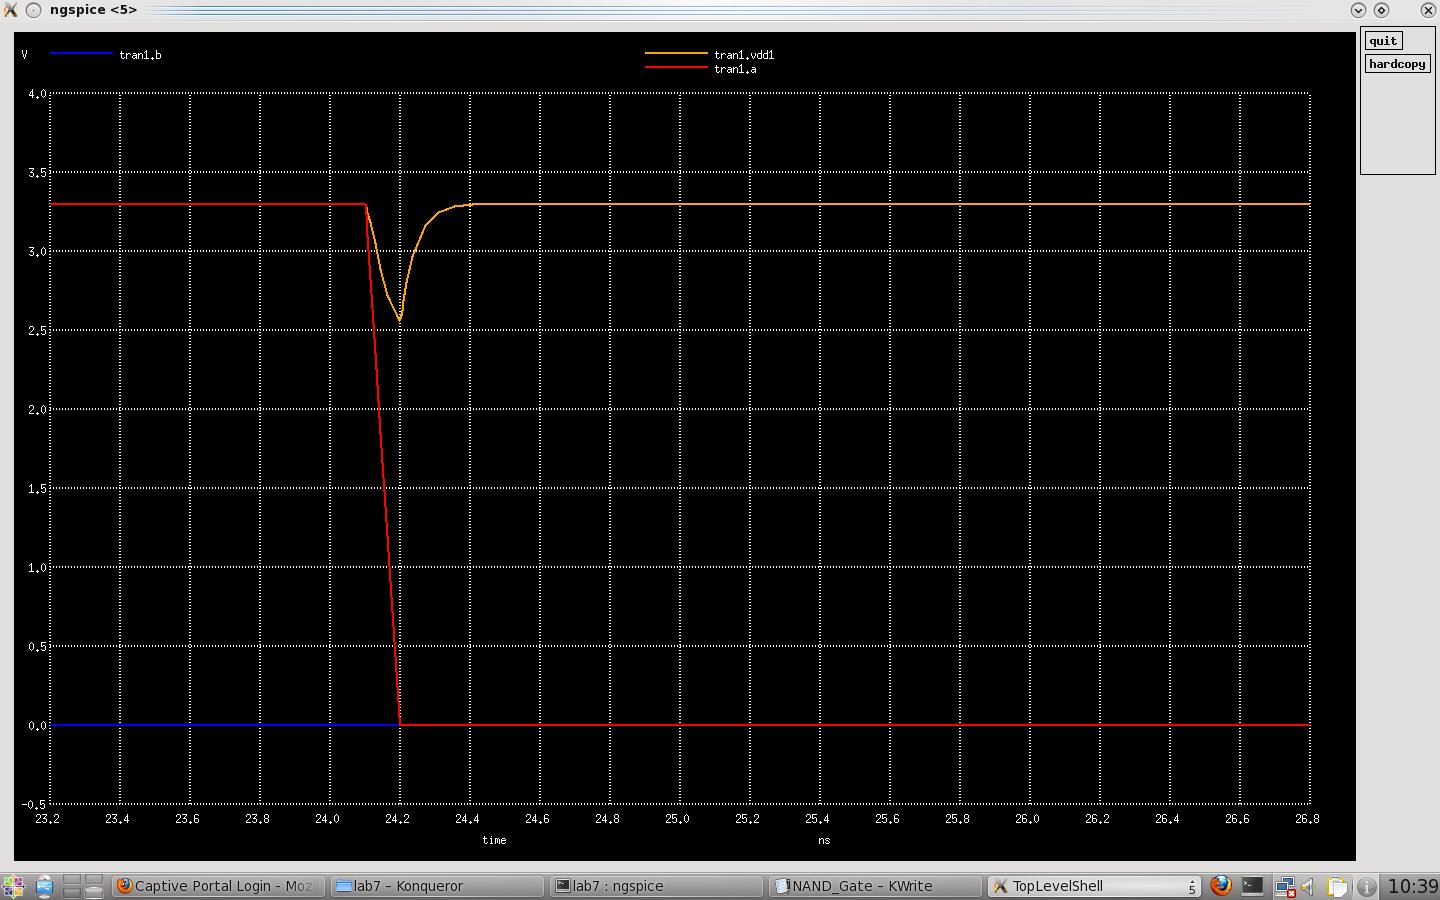 ngspice <5>
quit
hardcopy
V
tran1.b
tran1.vdd1
tran1.a
4.0
3.5
3.0
2.5
2.0
1.5
1.0
0.5
0.0
-0.5
23.2 23.4 23.6 23.8 24.0 24.2 24.4 24.6 24.8 25.0 25.2 25.4 25.6 25.8 26.0 26.2 26.4 26.6 26.8
time ns
Captive Portal Login - Mozi lab7 - Konqueror lab7 : ngspice NAND_Gate - KWrite TopLevelShell 5 10:39